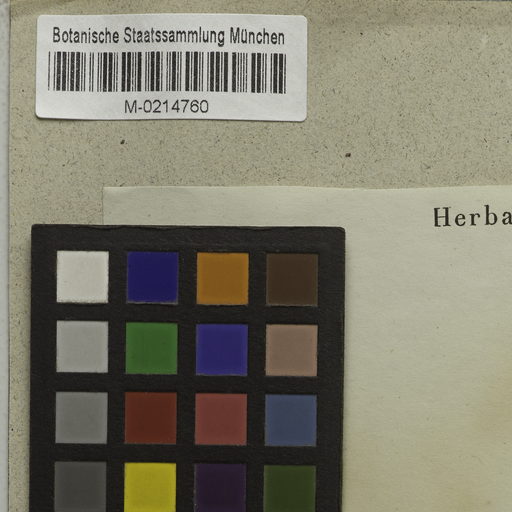 Botanische Staatssammlung München
M-0214760
Herba